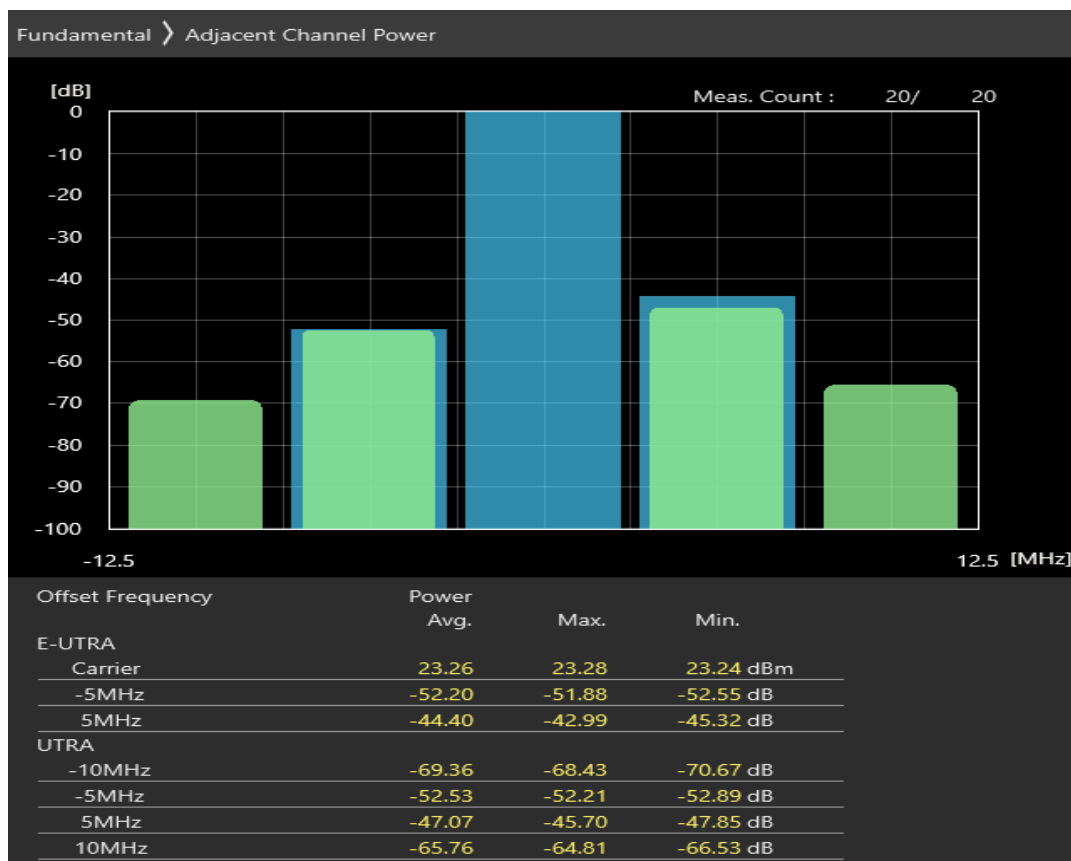 Fundamental ❯ Adjacent Channel Power
[dB]
Meas. Count : 20/ 20
0
-10
-20
-30
-40
-50
-60
-70
-80
-90
-100
-12.5 12.5 [MHz]
Offset Frequency Power
Avg. Max. Min.
E-UTRA
Carrier 23.26 23.28 23.24 dBm
-5MHz -52.20 -51.88 -52.55 dB
5MHz -44.40 -42.99 -45.32 dB
UTRA
-10MHz -69.36 -68.43 -70.67 dB
-5MHz -52.53 -52.21 -52.89 dB
5MHz -47.07 -45.70 -47.85 dB
10MHz -65.76 -64.81 -66.53 dB